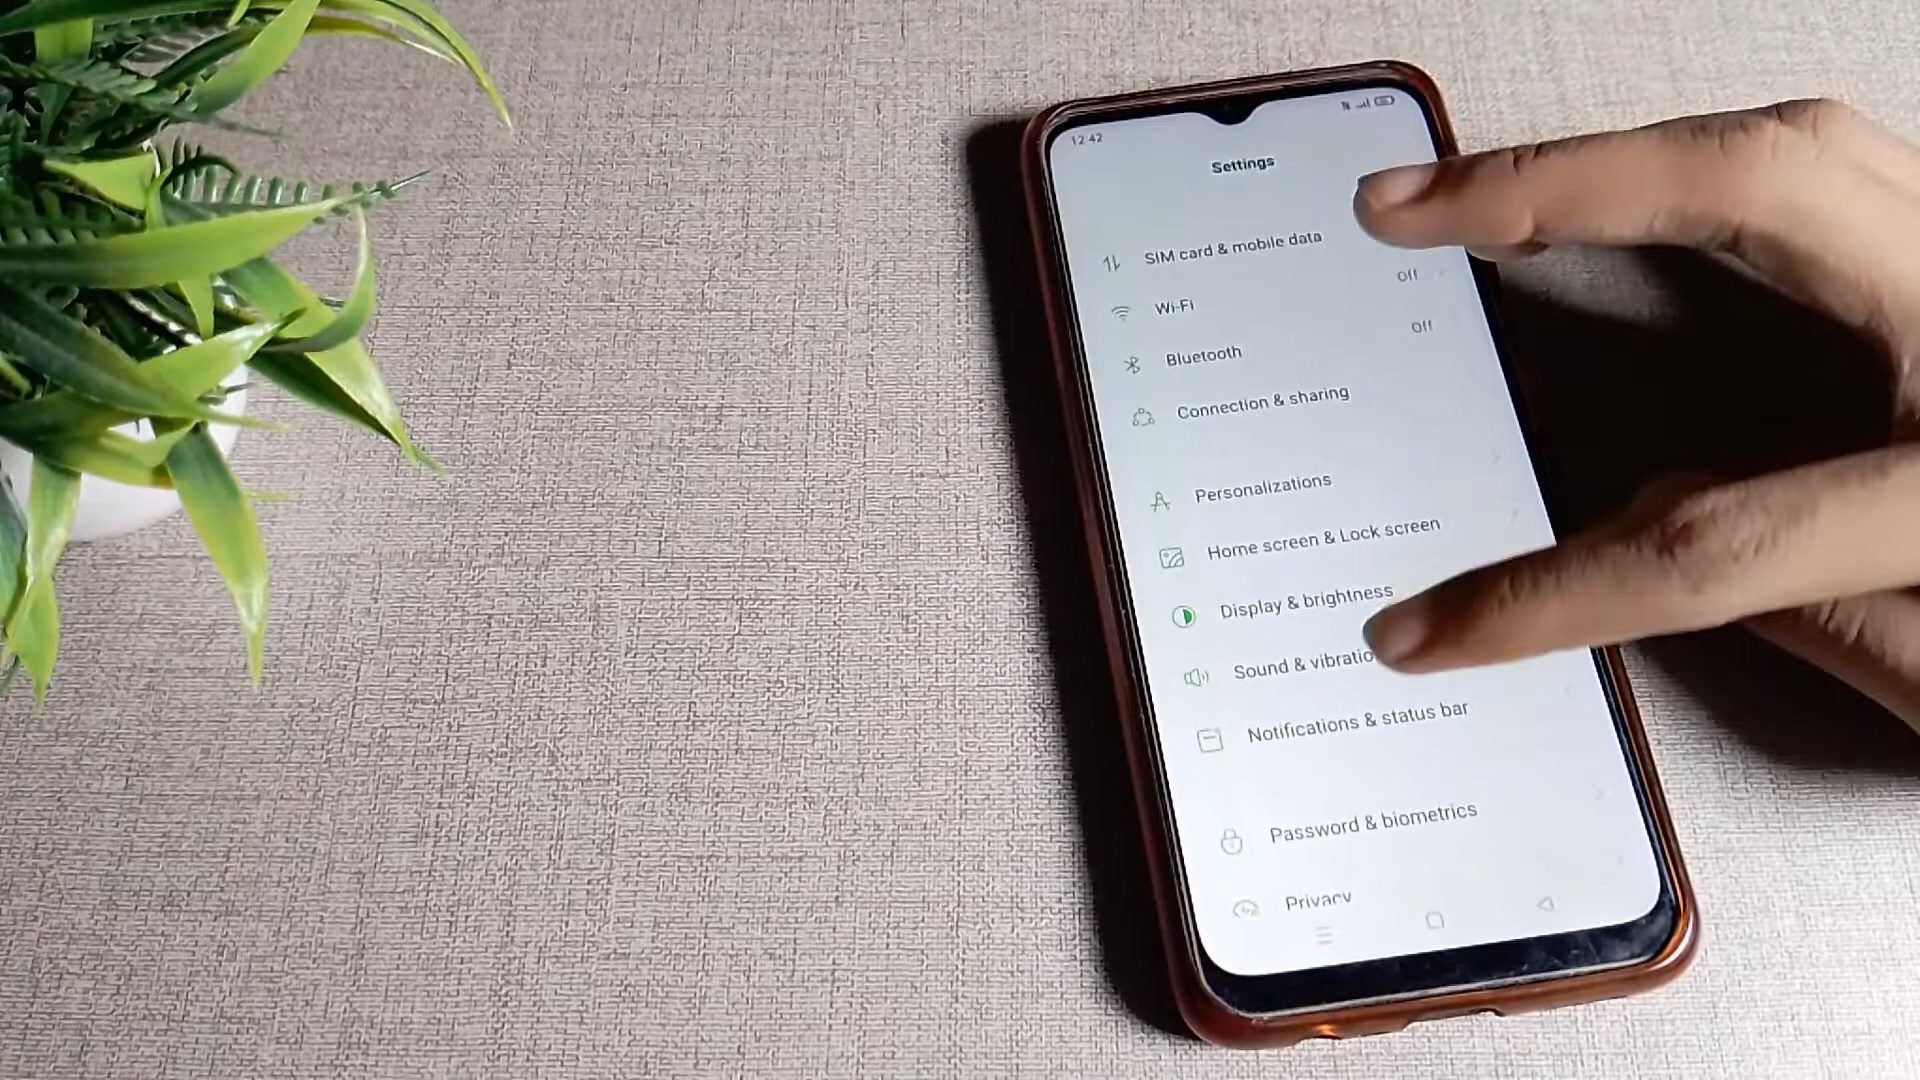 12:42
Settings
SIM card & mobile data
Wi-Fi
Off
Bluetooth
Off
Connection & sharing
Personalizations
Home screen & Lock screen
Display & brightness
Sound & vibratio
Notifications & status bar
Password & biometrics
Privacy